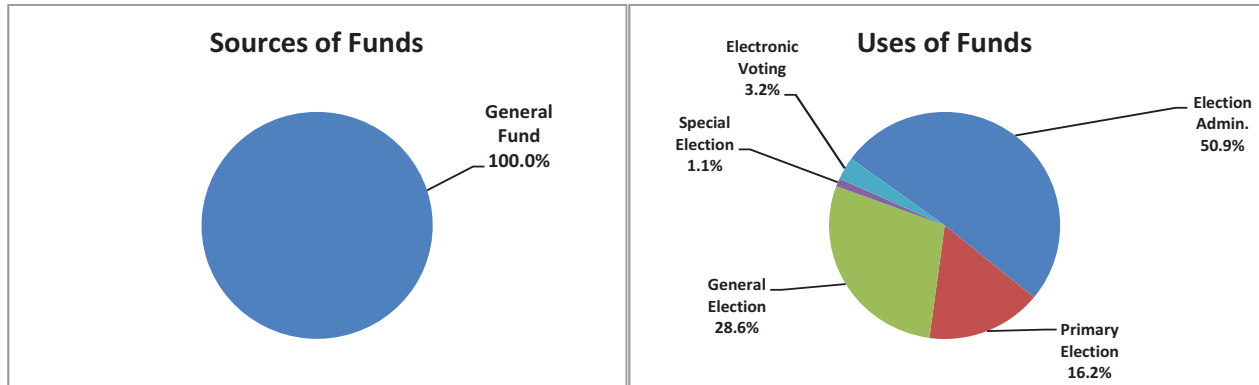 Sources of Funds
General
Fund
100.0%
Uses of Funds
Electronic
Voting
3.2%
Special
Election
1.1%
General
Election
28.6%
Election
Admin.
50.9%
Primary
Election
16.2%